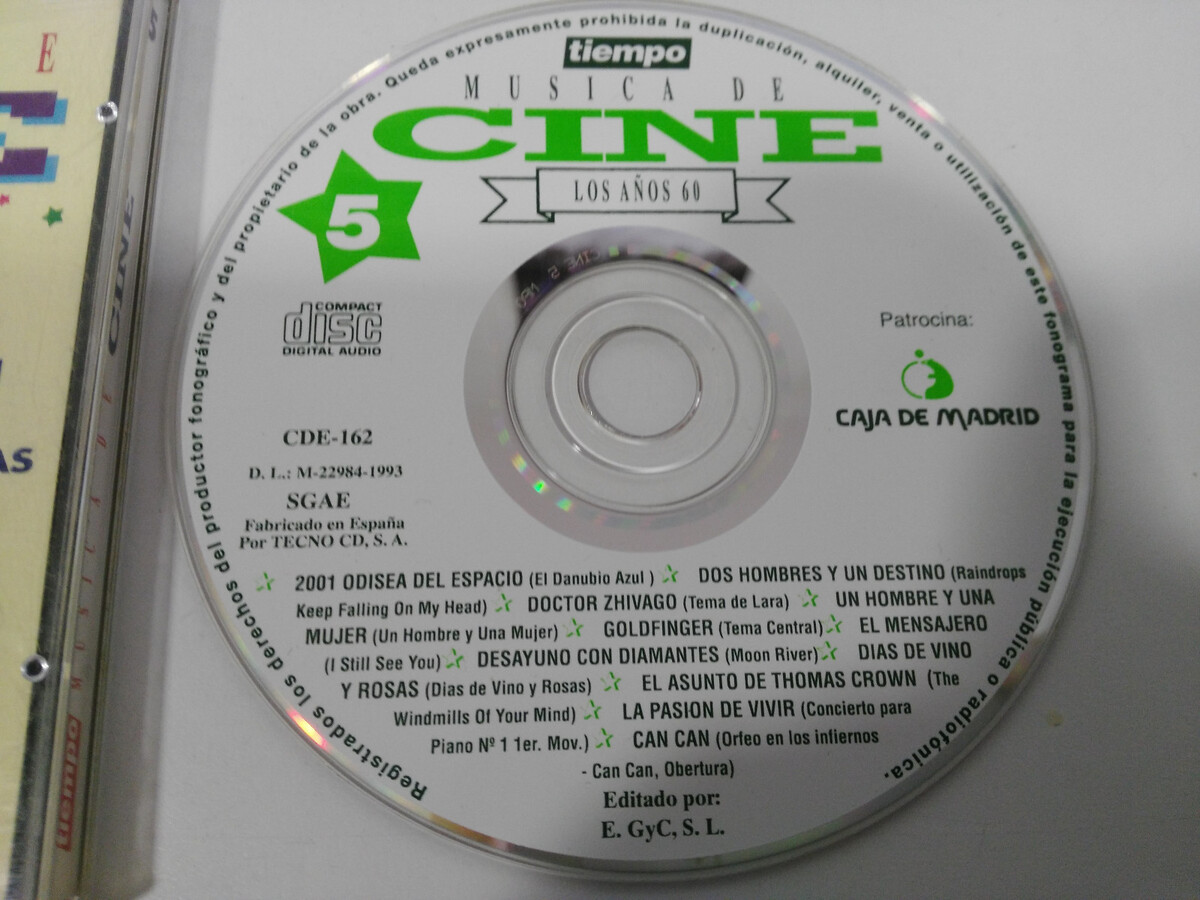 Registrados los derechos del productor fonográfico y del propietario de la obra. Queda expresamente prohibida la duplicación, alquiler, venta o utilización de este fonograma para la ejecución pública o radiofónica.
tiempo
MUSICA DE
CINE
LOS AÑOS 60
5
COMPACT
disc
DIGITAL AUDIO
Patrocina:
CAJA DE MADRID
CDE-162
D. L.: M-22984-1993
SGAE
Fabricado en España
Por TECNO CD, S. A.
2001 ODISEA DEL ESPACIO (El Danubio Azul ) DOS HOMBRES Y UN DESTINO (Raindrops
Keep Falling On My Head) DOCTOR ZHIVAGO (Tema de Lara) UN HOMBRE Y UNA
MUJER (Un Hombre y Una Mujer) GOLDFINGER (Tema Central) EL MENSAJERO
(I Still See You) DESAYUNO CON DIAMANTES (Moon River) DIAS DE VINO
Y ROSAS (Dias de Vino y Rosas) EL ASUNTO DE THOMAS CROWN (The
Windmills Of Your Mind) LA PASION DE VIVIR (Concierto para
Piano Nº 1 1er. Mov.) CAN CAN (Orfeo en los infiernos
- Can Can, Obertura)
Editado por:
E. GyC, S. L.
tiempo MUSICA DE CINE 5
E
E
AS